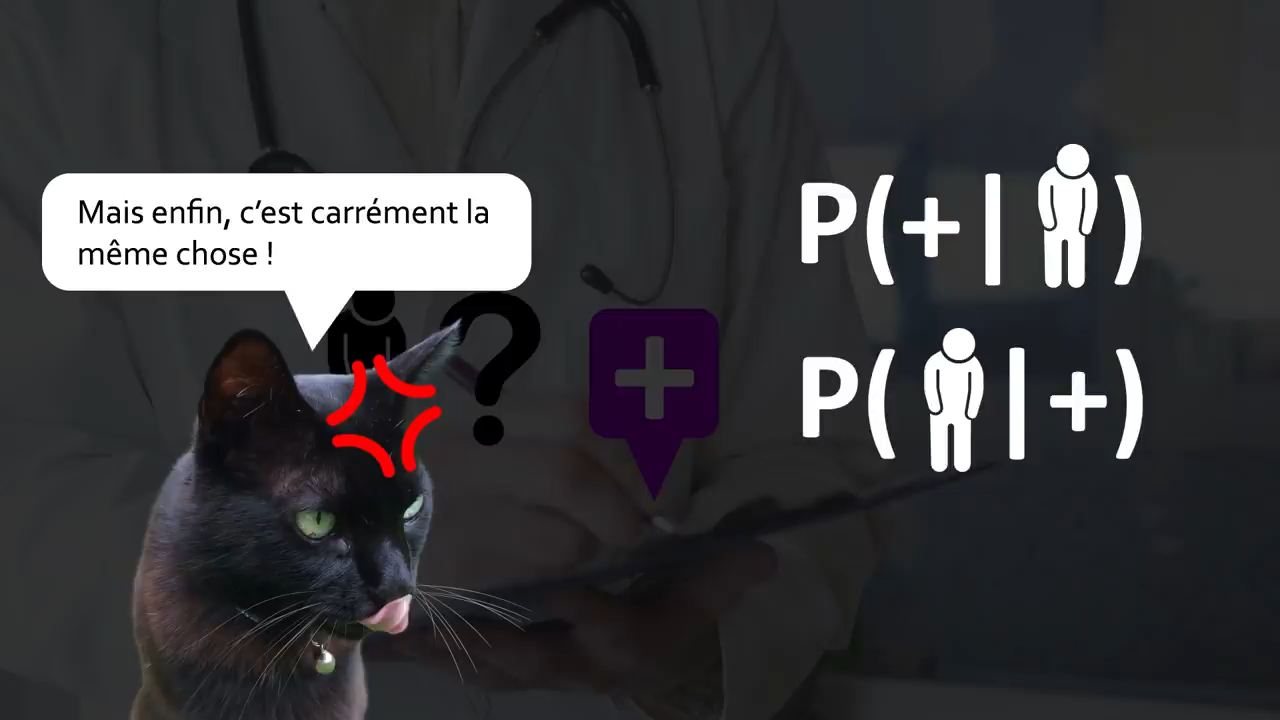 Mais enfin, c’est carrément la
même chose !
P(+| )
P( |+)
?
+